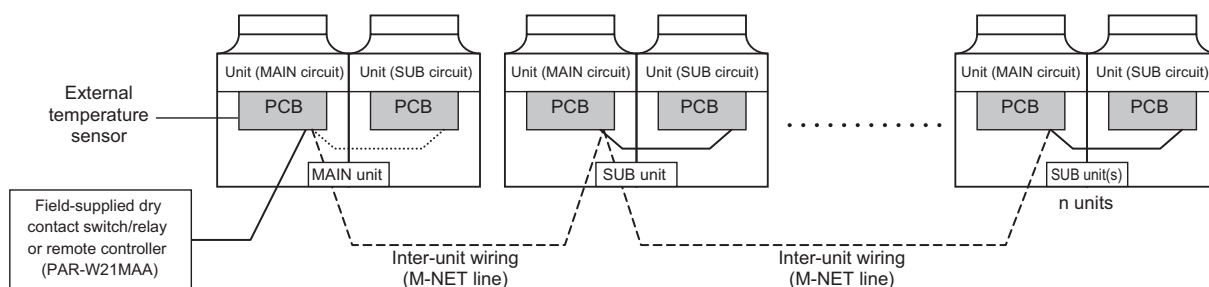 Unit (MAIN circuit)
Unit (SUB circuit)
Unit (MAIN circuit)
Unit (SUB circuit)
Unit (MAIN circuit)
Unit (SUB circuit)
External
temperature
sensor
PCB
PCB
PCB
PCB
PCB
PCB
MAIN unit
SUB unit
SUB unit(s)
n units
Field-supplied dry
contact switch/relay
or remote controller
(PAR-W21MAA)
Inter-unit wiring
(M-NET line)
Inter-unit wiring
(M-NET line)